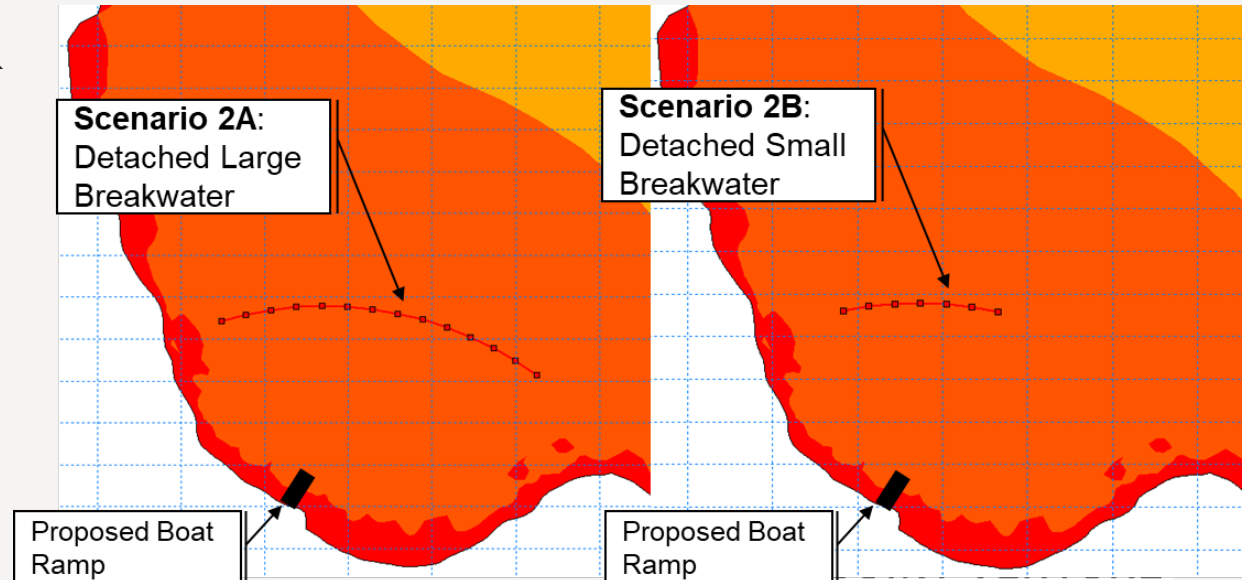 Scenario 2A:
Detached Large
Breakwater
Scenario 2B:
Detached Small
Breakwater
Proposed Boat
Ramp
Proposed Boat
Ramp